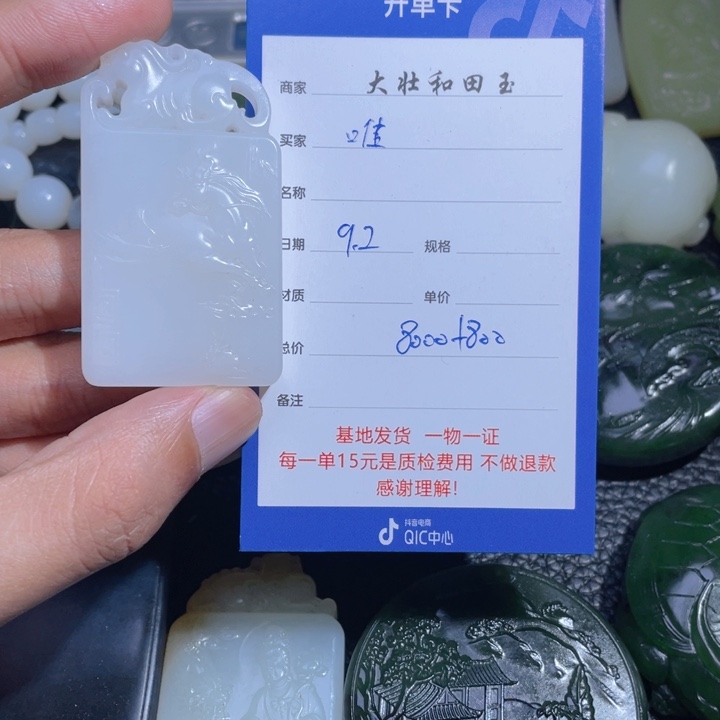 开单卡
商家 大壮和田玉
买家 唯
名称
日期 9.2 规格
材质 单价
总价 8000+800
备注
基地发货 一物一证
每一单15元是质检费用 不做退款
感谢理解!
抖音电商
QIC中心